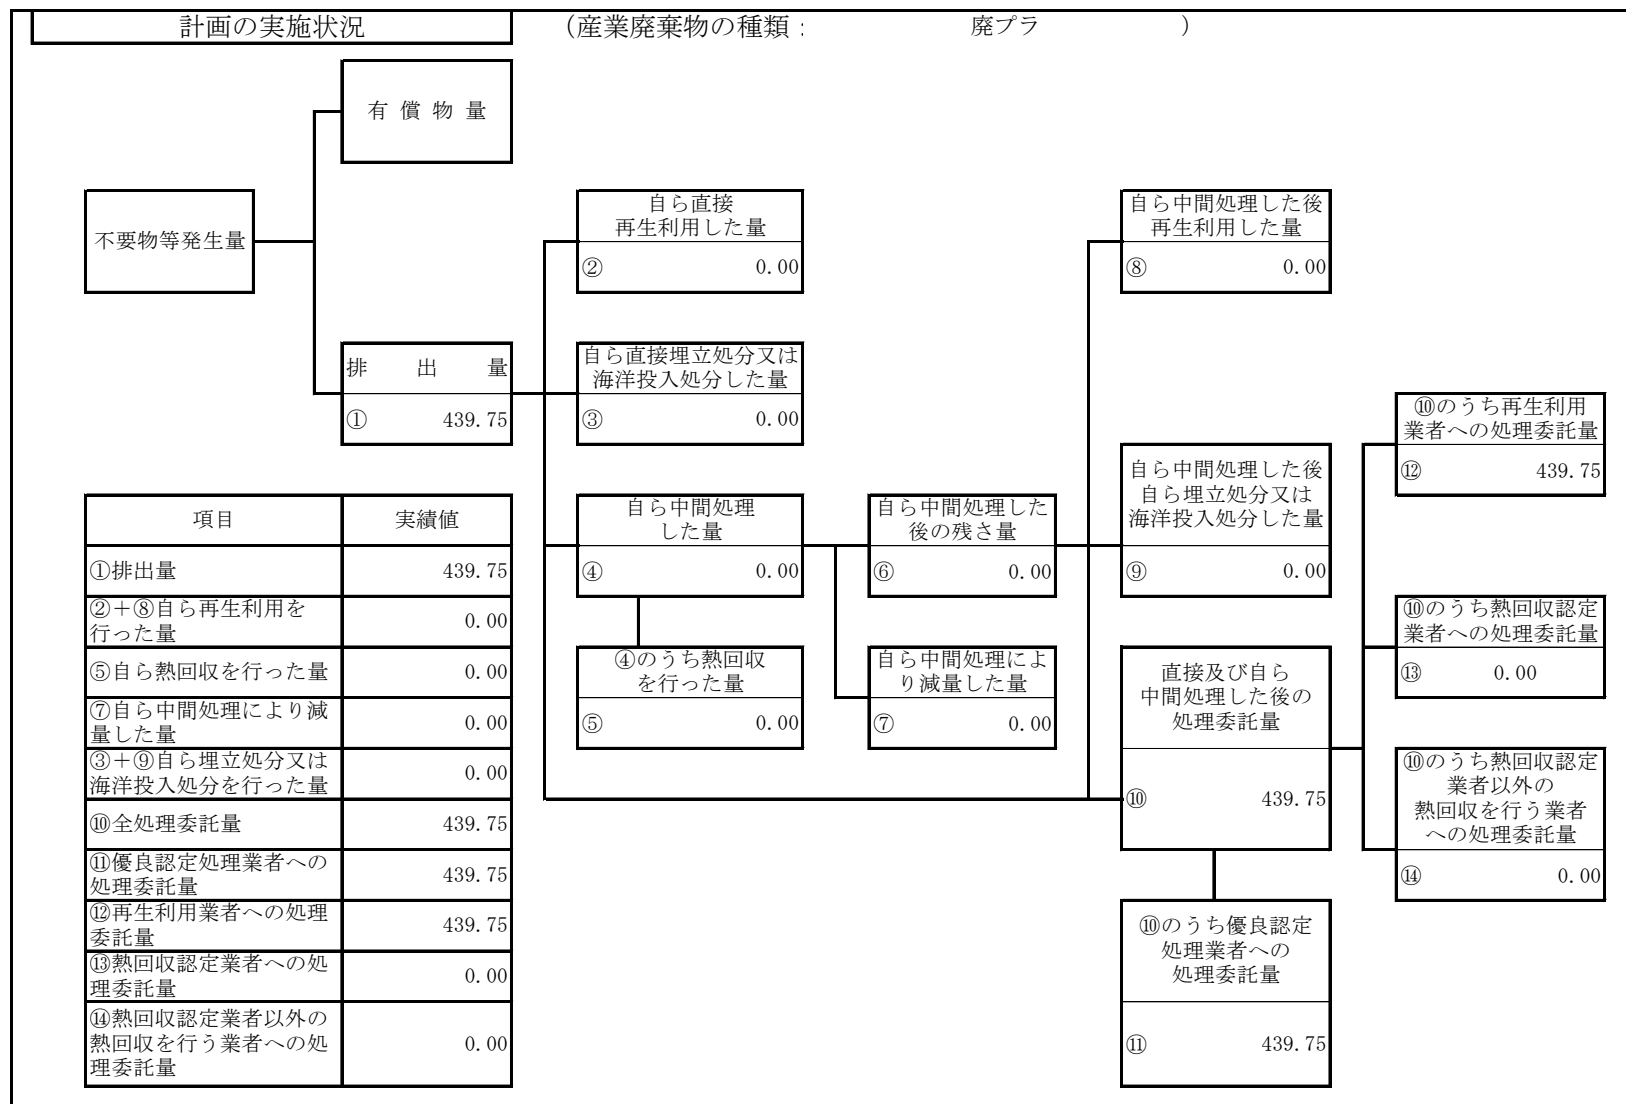 計画の実施状況
（産業廃棄物の種類： 廃プラ ）
有 償 物 量
不要物等発生量
自ら直接
再生利用した量
② 0.00
自ら中間処理した後
再生利用した量
⑧ 0.00
排 出 量
① 439.75
自ら直接埋立処分又は
海洋投入処分した量
③ 0.00
⑩のうち再生利用
業者への処理委託量
⑫ 439.75
自ら中間処理した後
自ら埋立処分又は
海洋投入処分した量
⑨ 0.00
自ら中間処理
した量
④ 0.00
自ら中間処理した
後の残さ量
⑥ 0.00
⑩のうち熱回収認定
業者への処理委託量
⑬ 0.00
④のうち熱回収
を行った量
⑤ 0.00
自ら中間処理によ
り減量した量
⑦ 0.00
直接及び自ら
中間処理した後の
処理委託量
⑩ 439.75
⑩のうち熱回収認定
業者以外の
熱回収を行う業者
への処理委託量
⑭ 0.00
⑩のうち優良認定
処理業者への
処理委託量
⑪ 439.75
項目 実績値
①排出量 439.75
②＋⑧自ら再生利用を
行った量 0.00
⑤自ら熱回収を行った量 0.00
⑦自ら中間処理により減
量した量 0.00
③＋⑨自ら埋立処分又は
海洋投入処分を行った量 0.00
⑩全処理委託量 439.75
⑪優良認定処理業者への
処理委託量 439.75
⑫再生利用業者への処理
委託量 439.75
⑬熱回収認定業者への処
理委託量 0.00
⑭熱回収認定業者以外の
熱回収を行う業者への処
理委託量 0.00